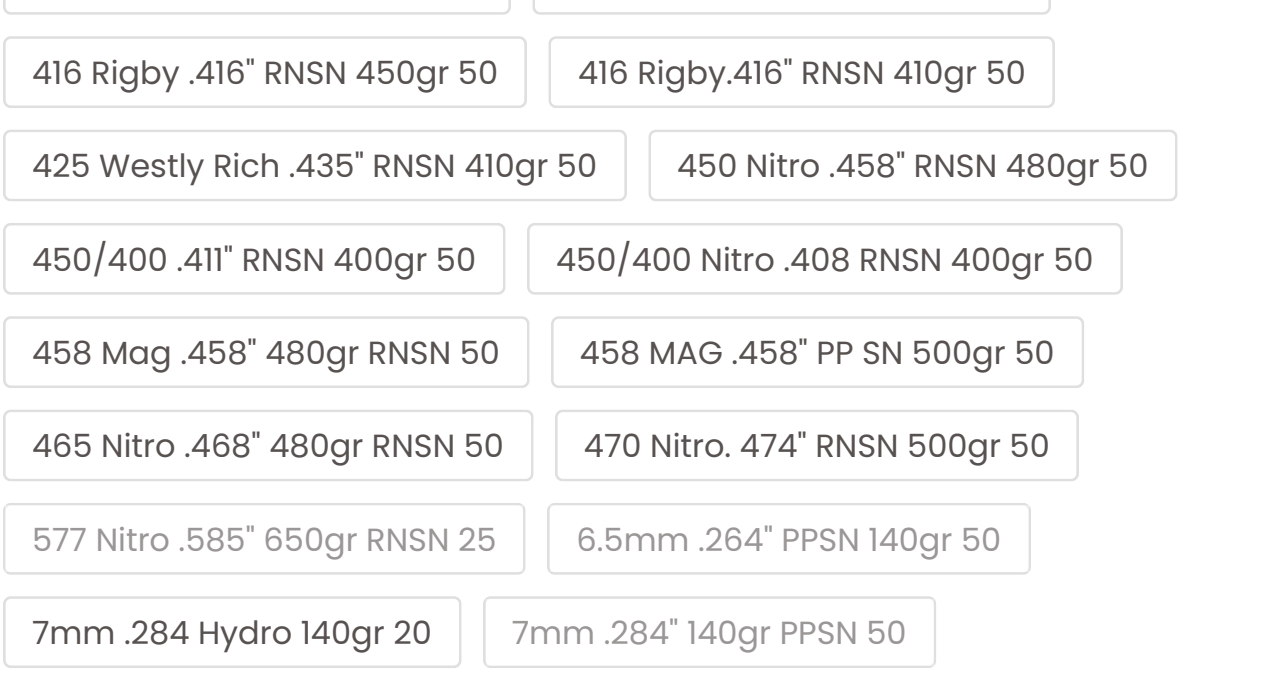 416 Rigby .416" RNSN 450gr 50
416 Rigby.416" RNSN 410gr 50
425 Westly Rich .435" RNSN 410gr 50
450 Nitro .458" RNSN 480gr 50
450/400 .411" RNSN 400gr 50
450/400 Nitro .408 RNSN 400gr 50
458 Mag .458" 480gr RNSN 50
458 MAG .458" PP SN 500gr 50
465 Nitro .468" 480gr RNSN 50
470 Nitro. 474" RNSN 500gr 50
577 Nitro .585" 650gr RNSN 25
6.5mm .264" PPSN 140gr 50
7mm .284 Hydro 140gr 20
7mm .284" 140gr PPSN 50